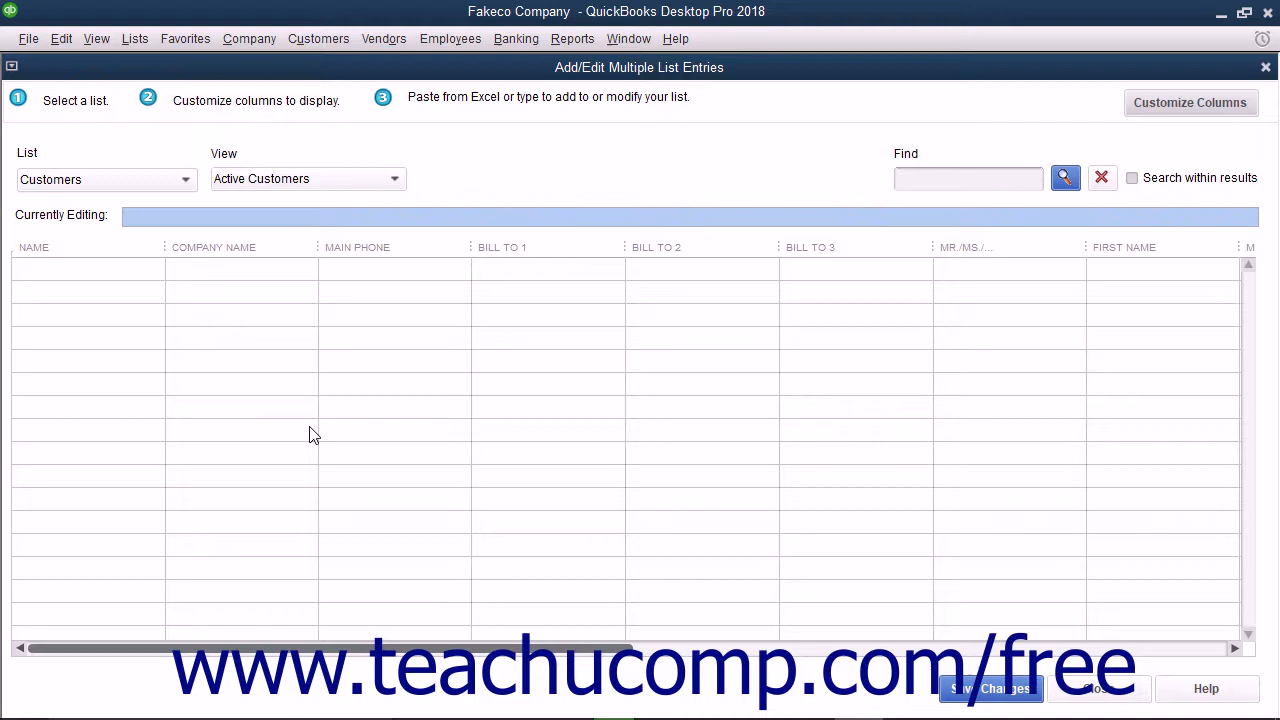 Fakeco Company - QuickBooks Desktop Pro 2018
File Edit View Lists Favorites Company Customers Vendors Employees Banking Reports Window Help
Add/Edit Multiple List Entries
1 Select a list. 2 Customize columns to display. 3 Paste from Excel or type to add to or modify your list.
Customize Columns
List View Find
Customers Active Customers Search within results
Currently Editing:
NAME COMPANY NAME MAIN PHONE BILL TO 1 BILL TO 2 BILL TO 3 MR./MS./... FIRST NAME M
www.teachucomp.com/free
Save Changes Close Help